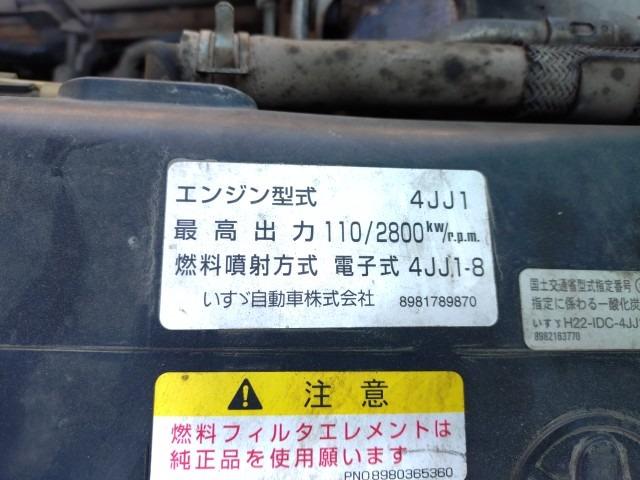 エンジン型式 4JJ1
最高出力 110/2800kw/r.p.m.
燃料噴射方式 電子式 4JJ1-8
いすゞ自動車株式会社 8981789870
国土交通省型式指定番号
指定に係わる一酸化炭
いすゞH22-IDC-4JJ
8982163770
注意
燃料フィルタエレメントは
純正品を使用願います
PNO8980365360